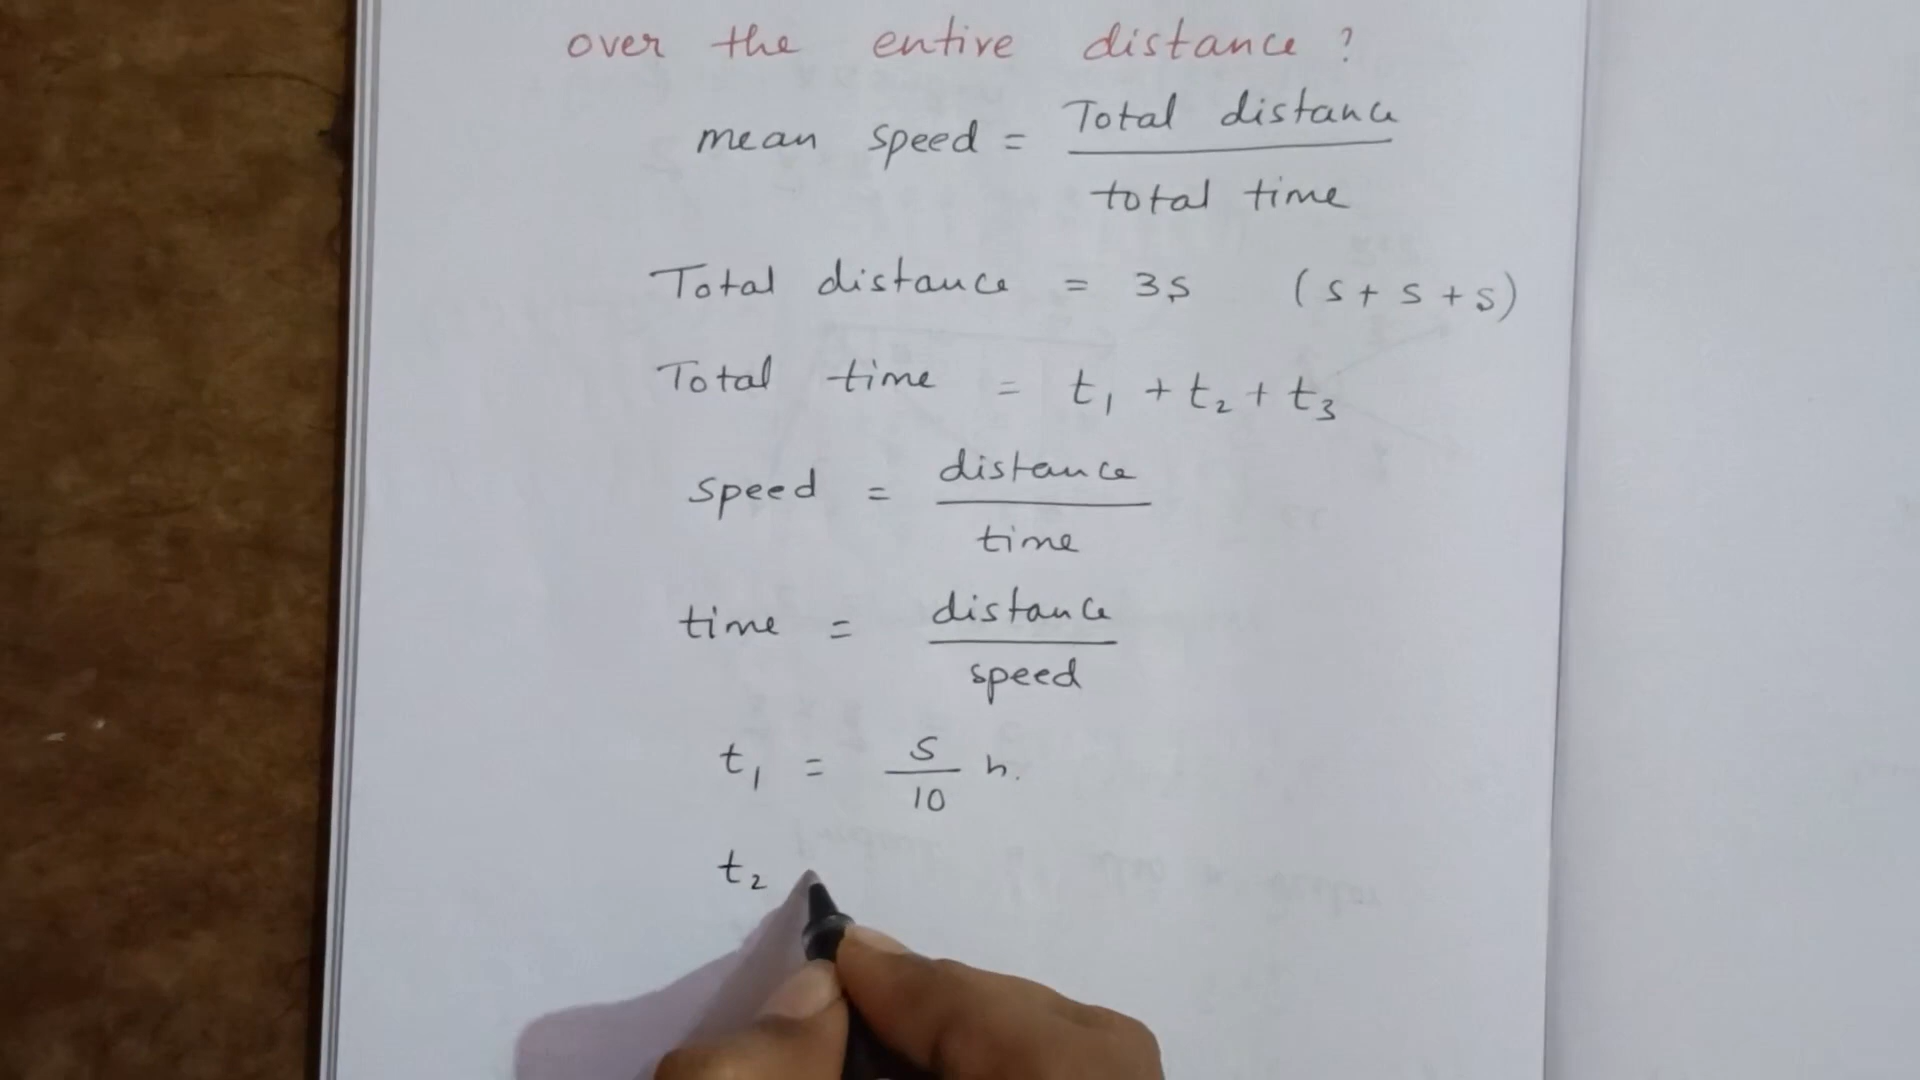 over the entire distance ?
mean speed = Total distance / total time
Total distance = 3s (s + s + s)
Total time = t₁ + t₂ + t₃
speed = distance / time
time = distance / speed
t₁ = s / 10 h.
t₂